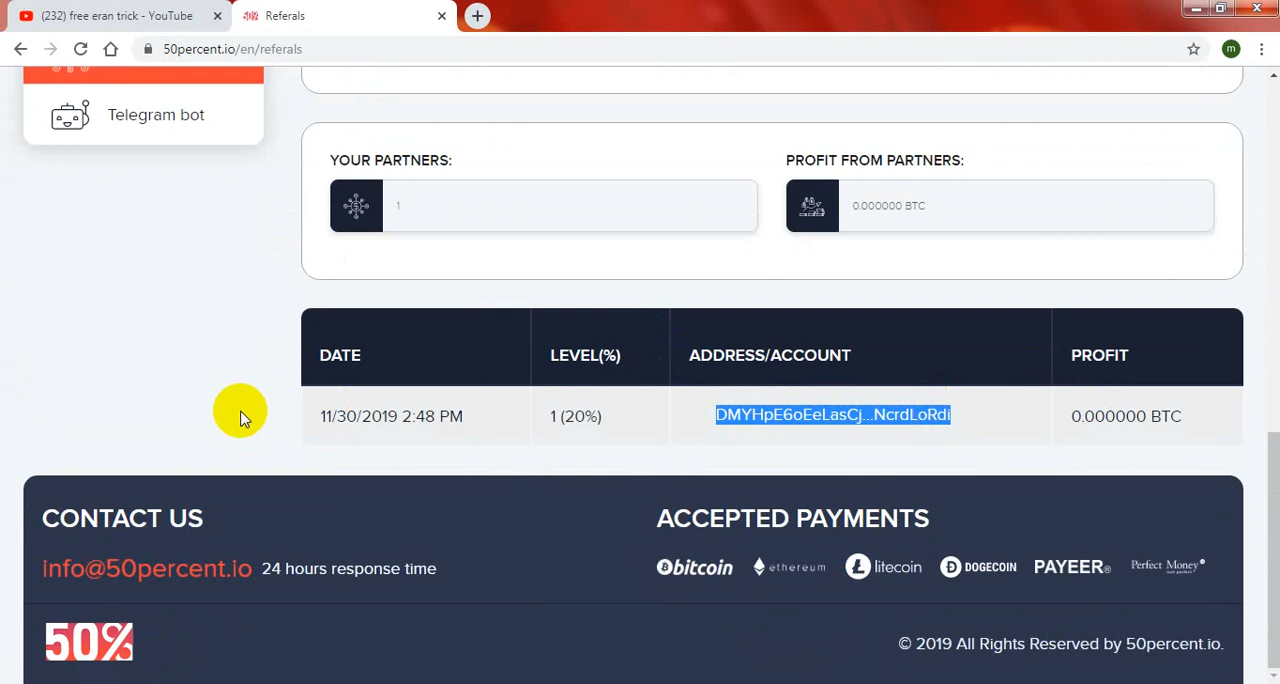 (232) free eran trick - YouTube
50% Referals
m
50percent.io/en/referals
Telegram bot
YOUR PARTNERS: PROFIT FROM PARTNERS:
1 0.000000 BTC
DATE LEVEL(%) ADDRESS/ACCOUNT PROFIT
11/30/2019 2:48 PM 1 (20%) DMYHpE6oEeLasCj...NcrdLoRdi 0.000000 BTC
CONTACT US ACCEPTED PAYMENTS
info@50percent.io 24 hours response time bitcoin ethereum litecoin DOGECOIN PAYEER® Perfect Money
50% © 2019 All Rights Reserved by 50percent.io.